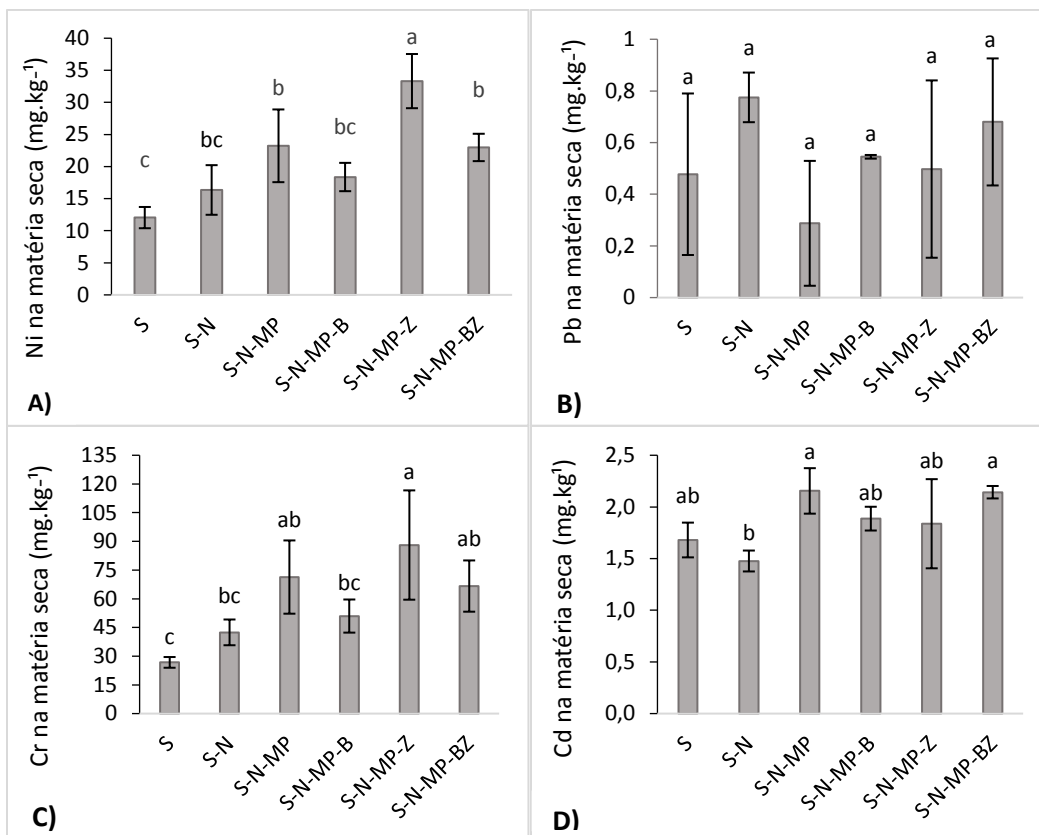 Ni na matéria seca (mg.kg⁻¹)
40
35
30
25
20
15
10
5
0
c
bc
b
bc
a
b
S
S-N
S-N-MP
S-N-MP-B
S-N-MP-Z
S-N-MP-BZ
A)
Pb na matéria seca (mg.kg⁻¹)
1
0,8
0,6
0,4
0,2
0
a
a
a
a
a
a
S
S-N
S-N-MP
S-N-MP-B
S-N-MP-Z
S-N-MP-BZ
B)
Cr na matéria seca (mg.kg⁻¹)
135
120
105
90
75
60
45
30
15
0
c
bc
ab
bc
a
ab
S
S-N
S-N-MP
S-N-MP-B
S-N-MP-Z
S-N-MP-BZ
C)
Cd na matéria seca (mg.kg¹)
2,5
2,0
1,5
1,0
0,5
0,0
ab
b
a
ab
ab
a
S
S-N
S-N-MP
S-N-MP-B
S-N-MP-Z
S-N-MP-BZ
D)